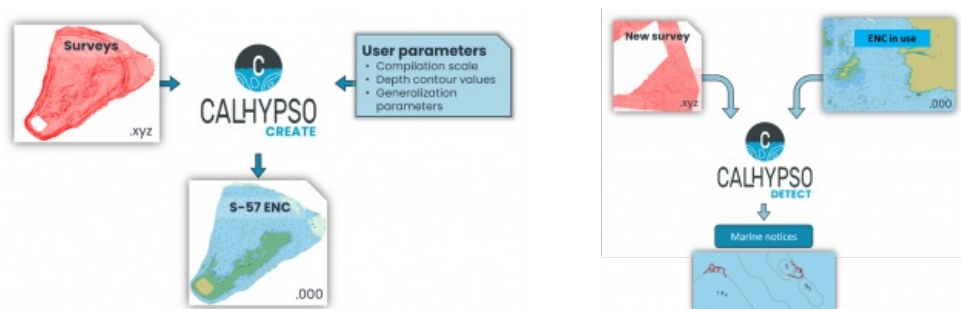 Surveys
.xyz
C
CALHYPSO
CREATE
User parameters
• Compilation scale
• Depth contour values
• Generalization
parameters
S-57 ENC
.000
New survey
.xyz
ENC in use
.000
C
CALHYPSO
DETECT
Marine notices